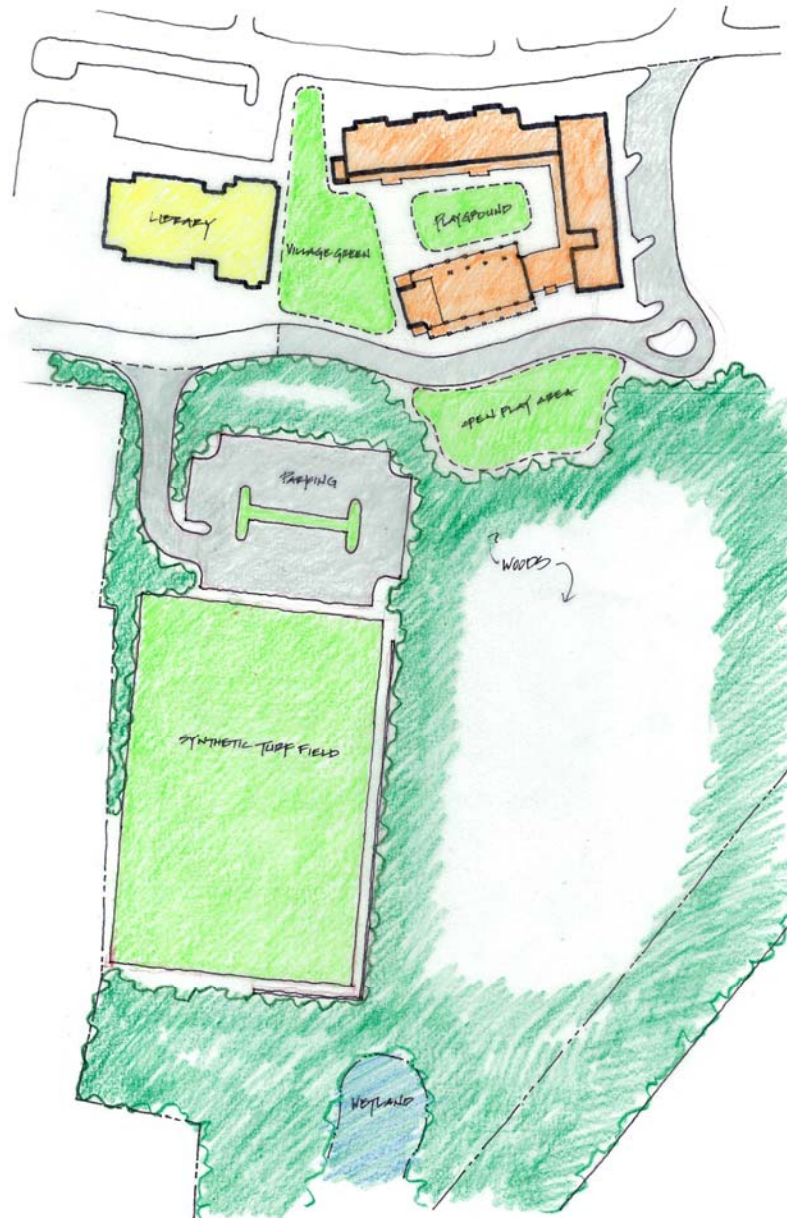 LIBRARY
PLAYGROUND
VILLAGE GREEN
OPEN PLAY AREA
PARKING
WOODS
SYNTHETIC TURF FIELD
WETLAND